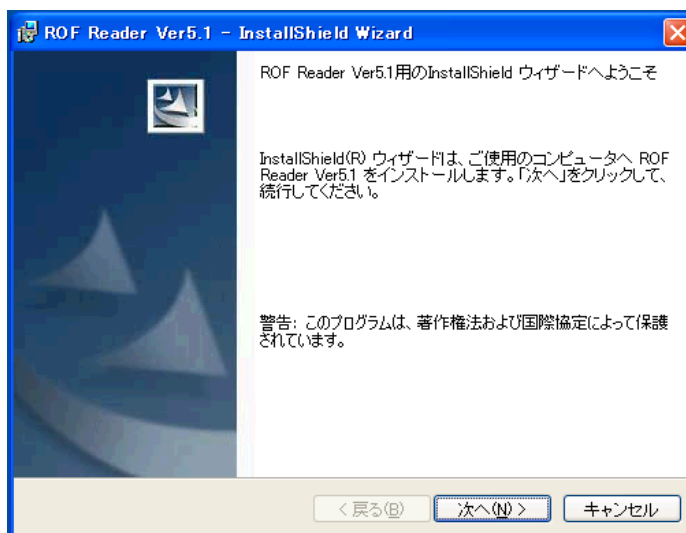 ROF Reader Ver5.1 - InstallShield Wizard
ROF Reader Ver5.1用のInstallShield ウィザードへようこそ
InstallShield(R) ウィザードは、ご使用のコンピュータへ ROF
Reader Ver5.1 をインストールします。「次へ」をクリックして、
続行してください。
警告: このプログラムは、著作権法および国際協定によって保護
されています。
< 戻る(B)
次へ(N) >
キャンセル